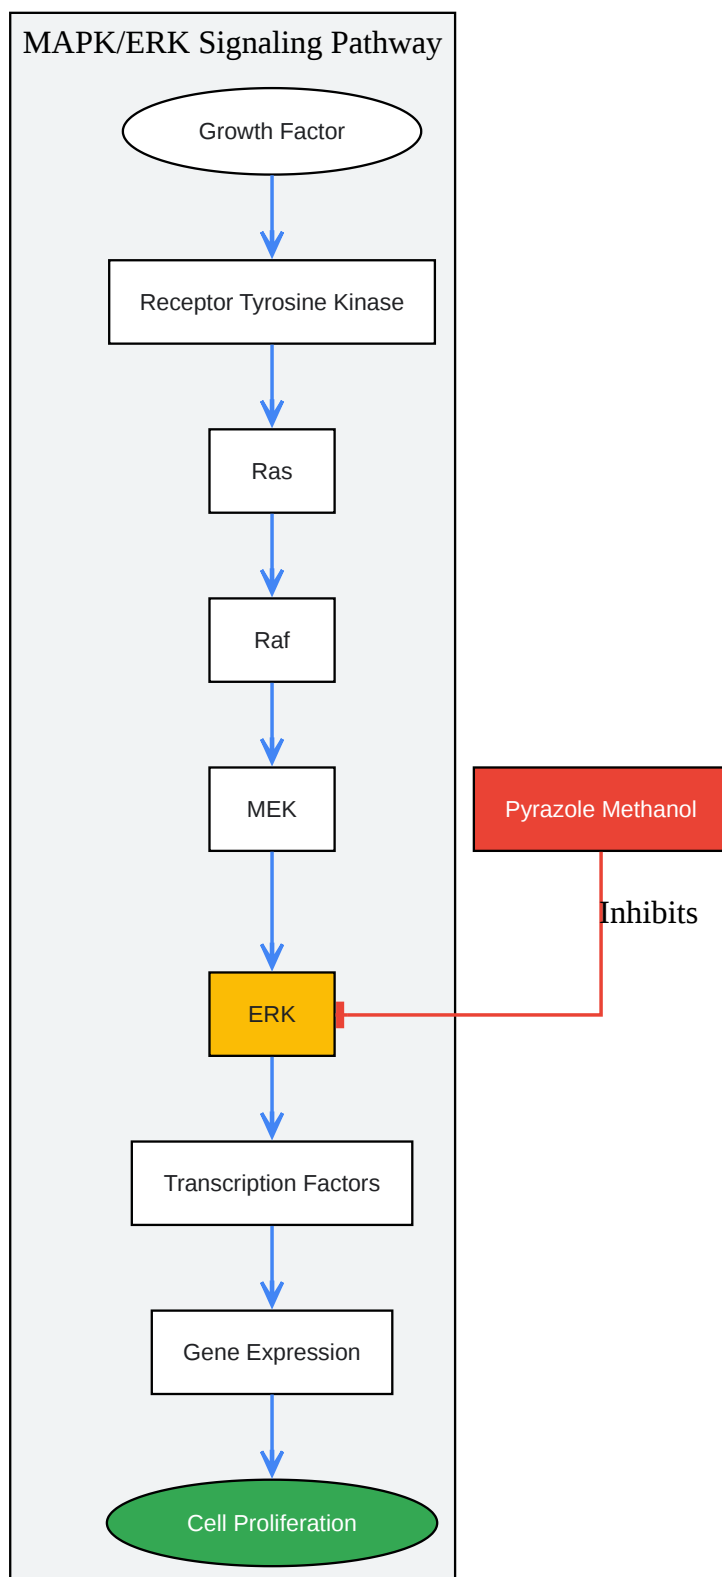 MAPK/ERK Signaling Pathway
Growth Factor
Receptor Tyrosine Kinase
Ras
Raf
MEK
Pyrazole Methanol
Inhibits
ERK
Transcription Factors
Gene Expression
Cell Proliferation